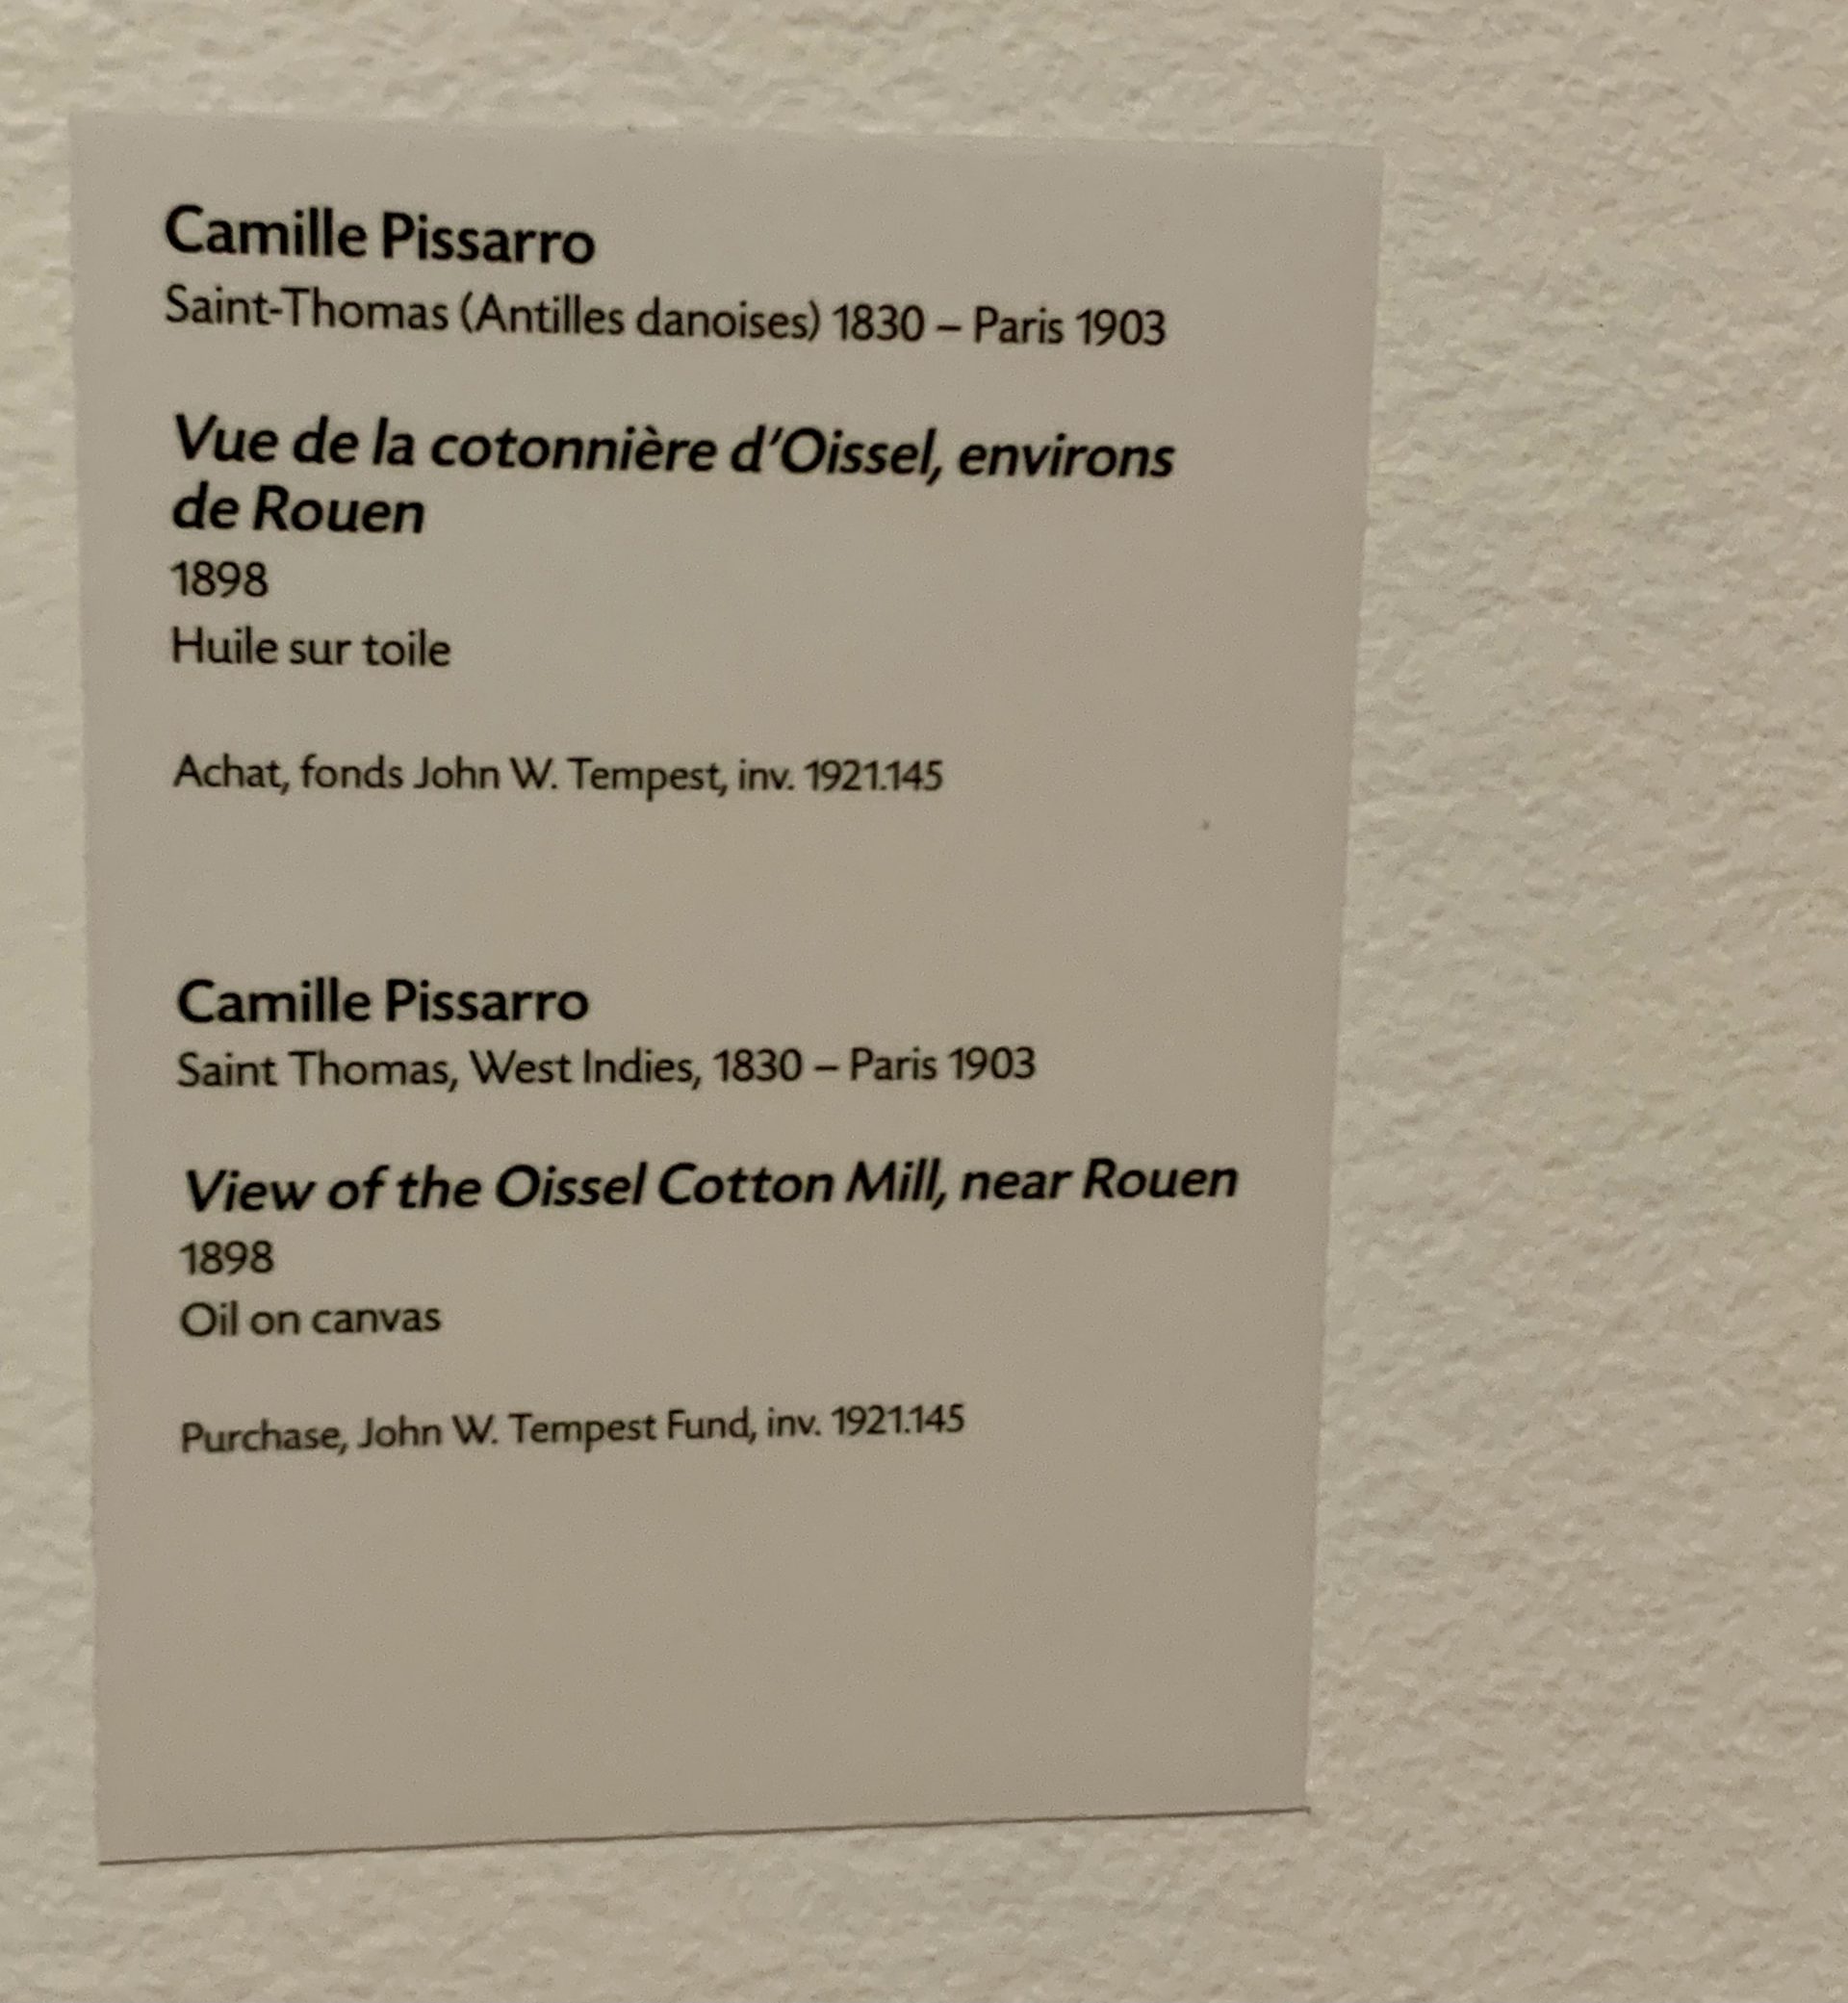 Camille Pissarro
Saint-Thomas (Antilles danoises) 1830 – Paris 1903
Vue de la cotonnière d’Oissel, environs
de Rouen
1898
Huile sur toile
Achat, fonds John W. Tempest, inv. 1921.145
Camille Pissarro
Saint Thomas, West Indies, 1830 – Paris 1903
View of the Oissel Cotton Mill, near Rouen
1898
Oil on canvas
Purchase, John W. Tempest Fund, inv. 1921.145